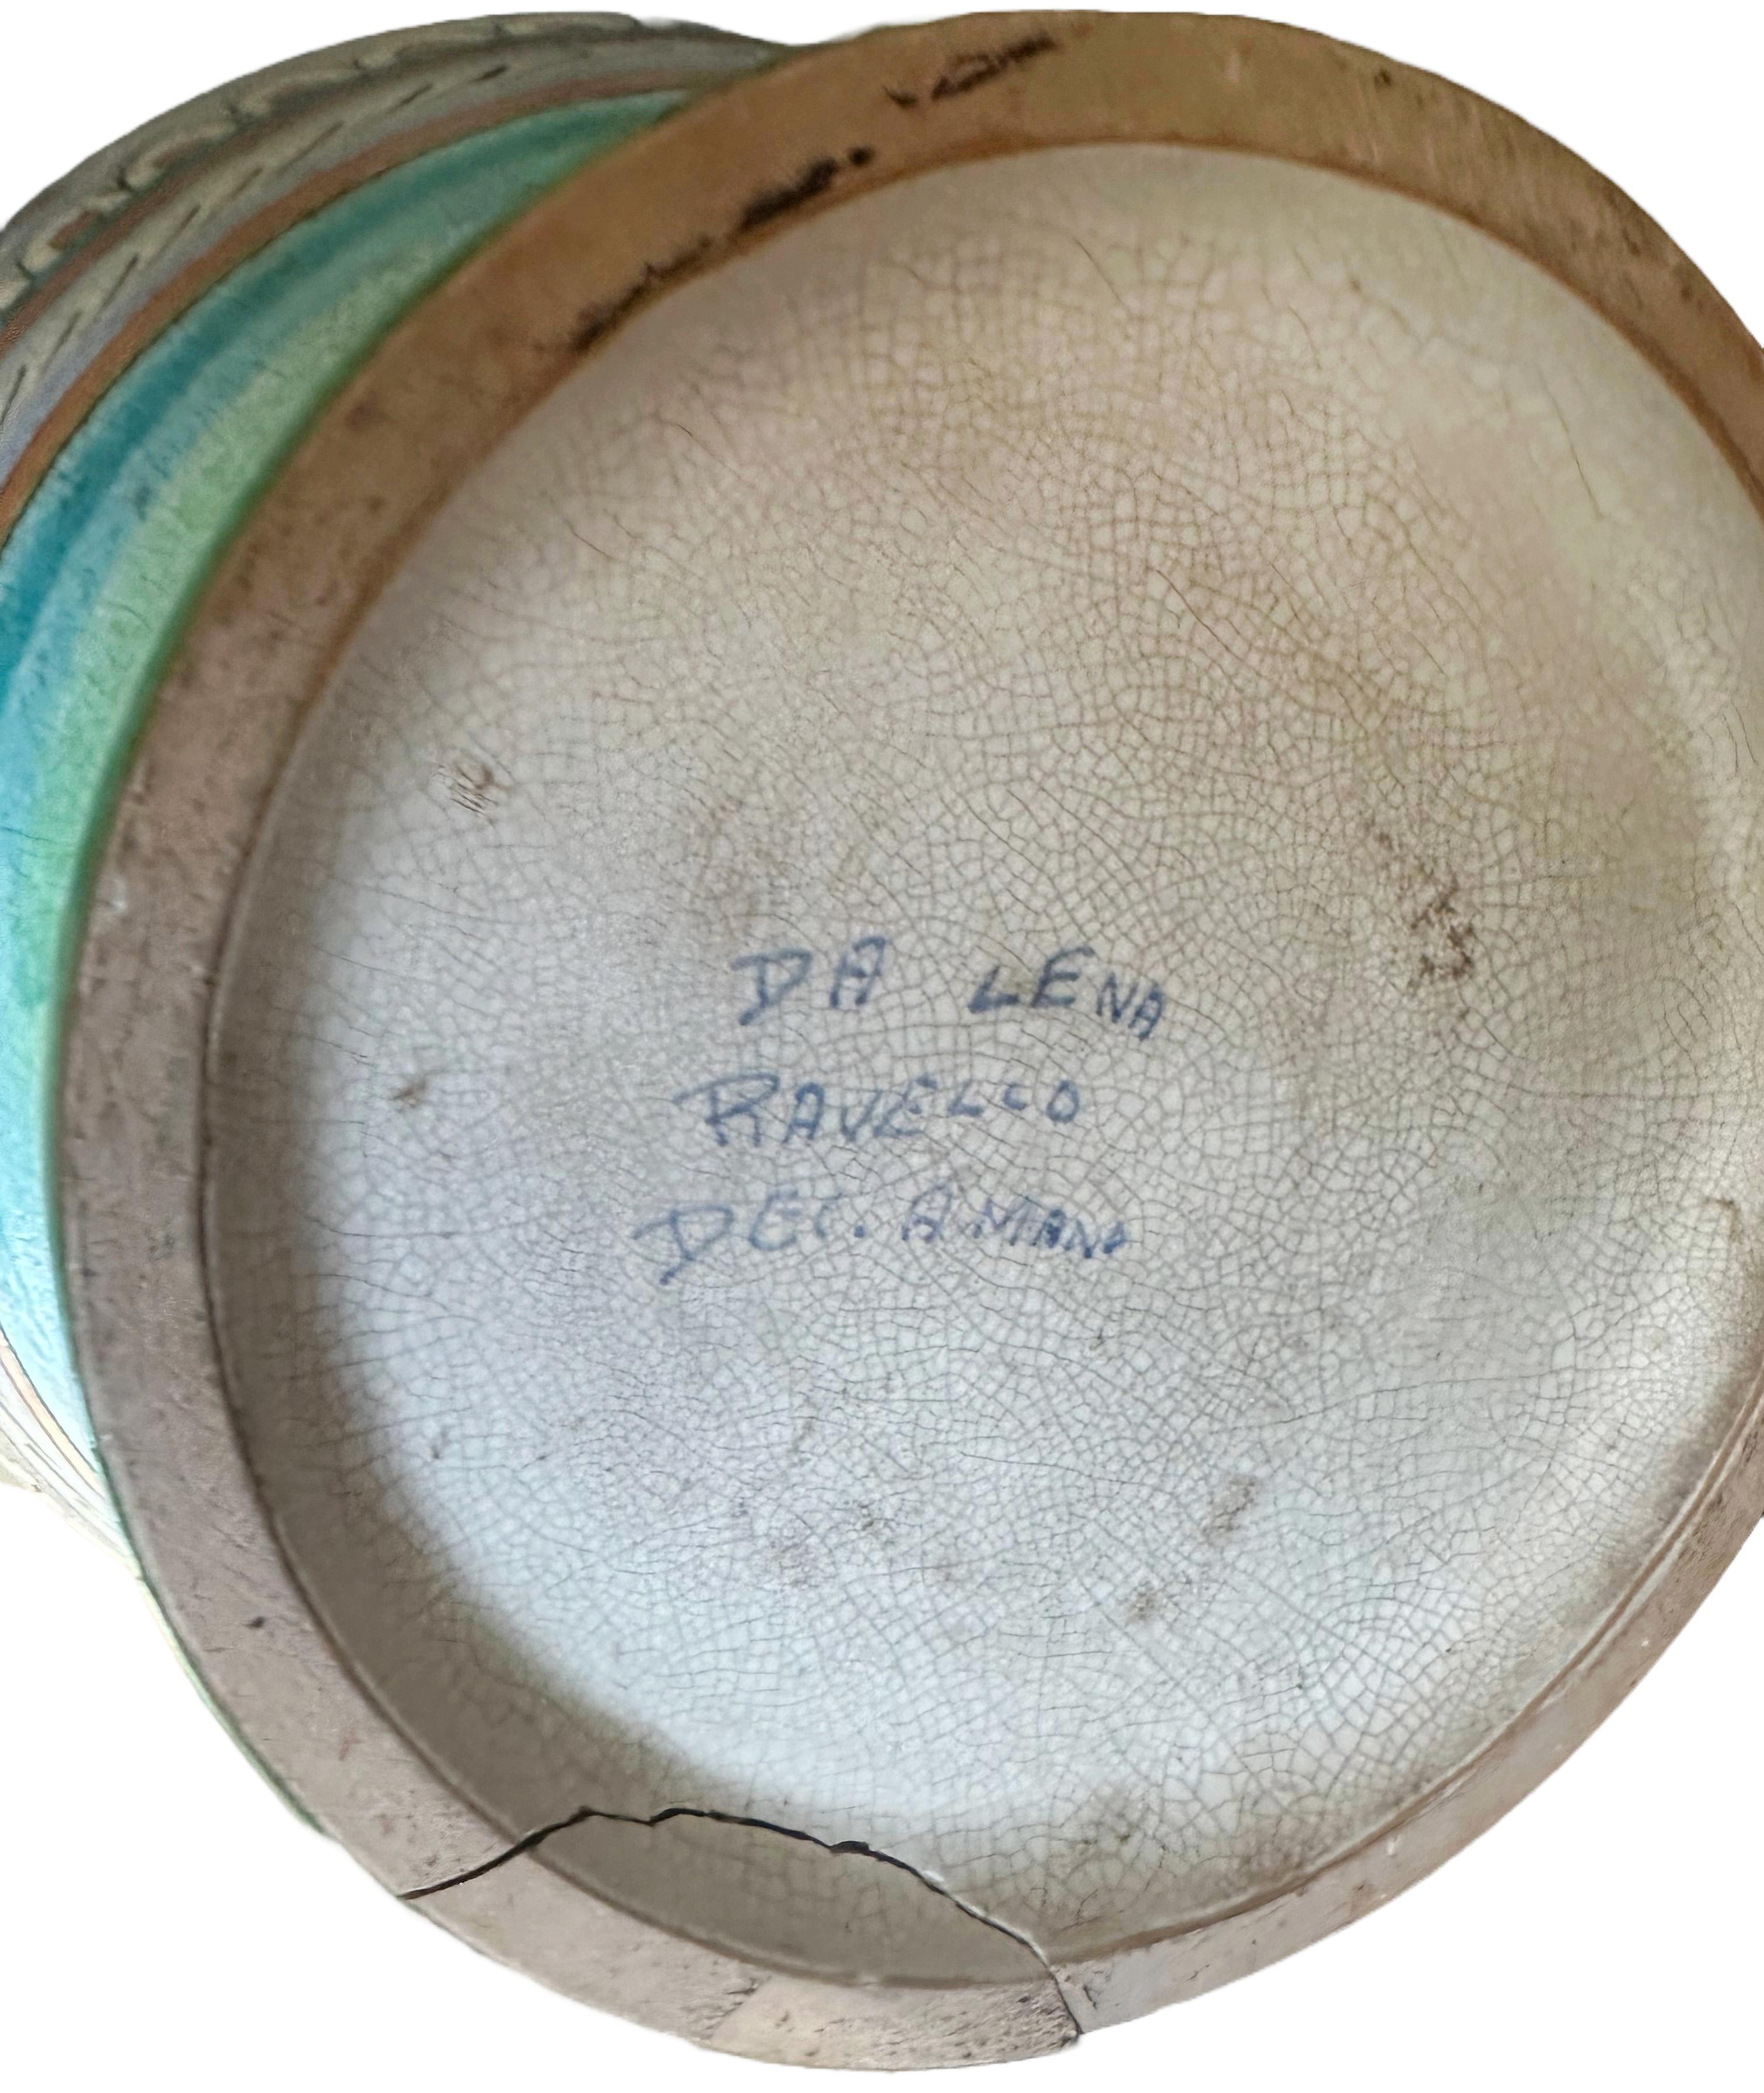 DA LENA
RAVELLO
DEC. A MANO